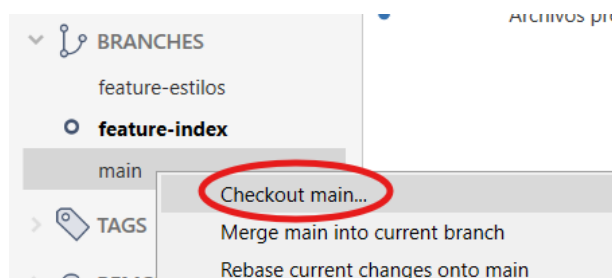 Archivos
BRANCHES
feature-estilos
feature-index
main
Checkout main...
TAGS
Merge main into current branch
Rebase current changes onto main